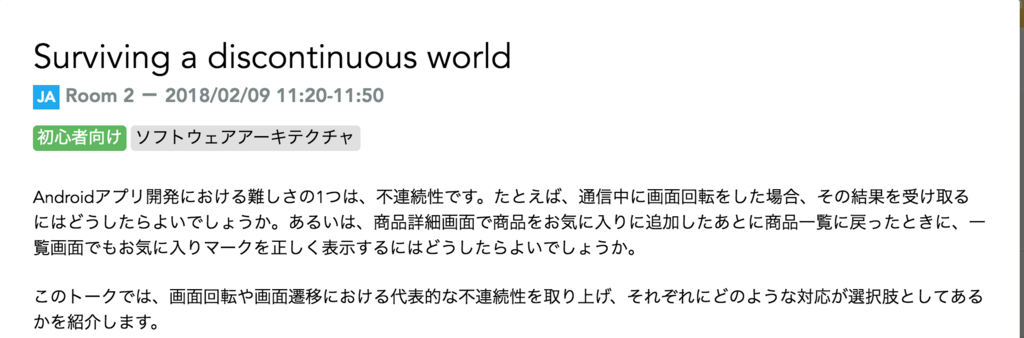 Surviving a discontinuous world
JA Room 2 ー 2018/02/09 11:20-11:50
初心者向け ソフトウェアアーキテクチャ
Androidアプリ開発における難しさの1つは、不連続性です。たとえば、通信中に画面回転をした場合、その結果を受け取る
にはどうしたらよいでしょうか。あるいは、商品詳細画面で商品をお気に入りに追加したあとに商品一覧に戻ったときに、一
覧画面でもお気に入りマークを正しく表示するにはどうしたらよいでしょうか。
このトークでは、画面回転や画面遷移における代表的な不連続性を取り上げ、それぞれにどのような対応が選択肢としてある
かを紹介します。